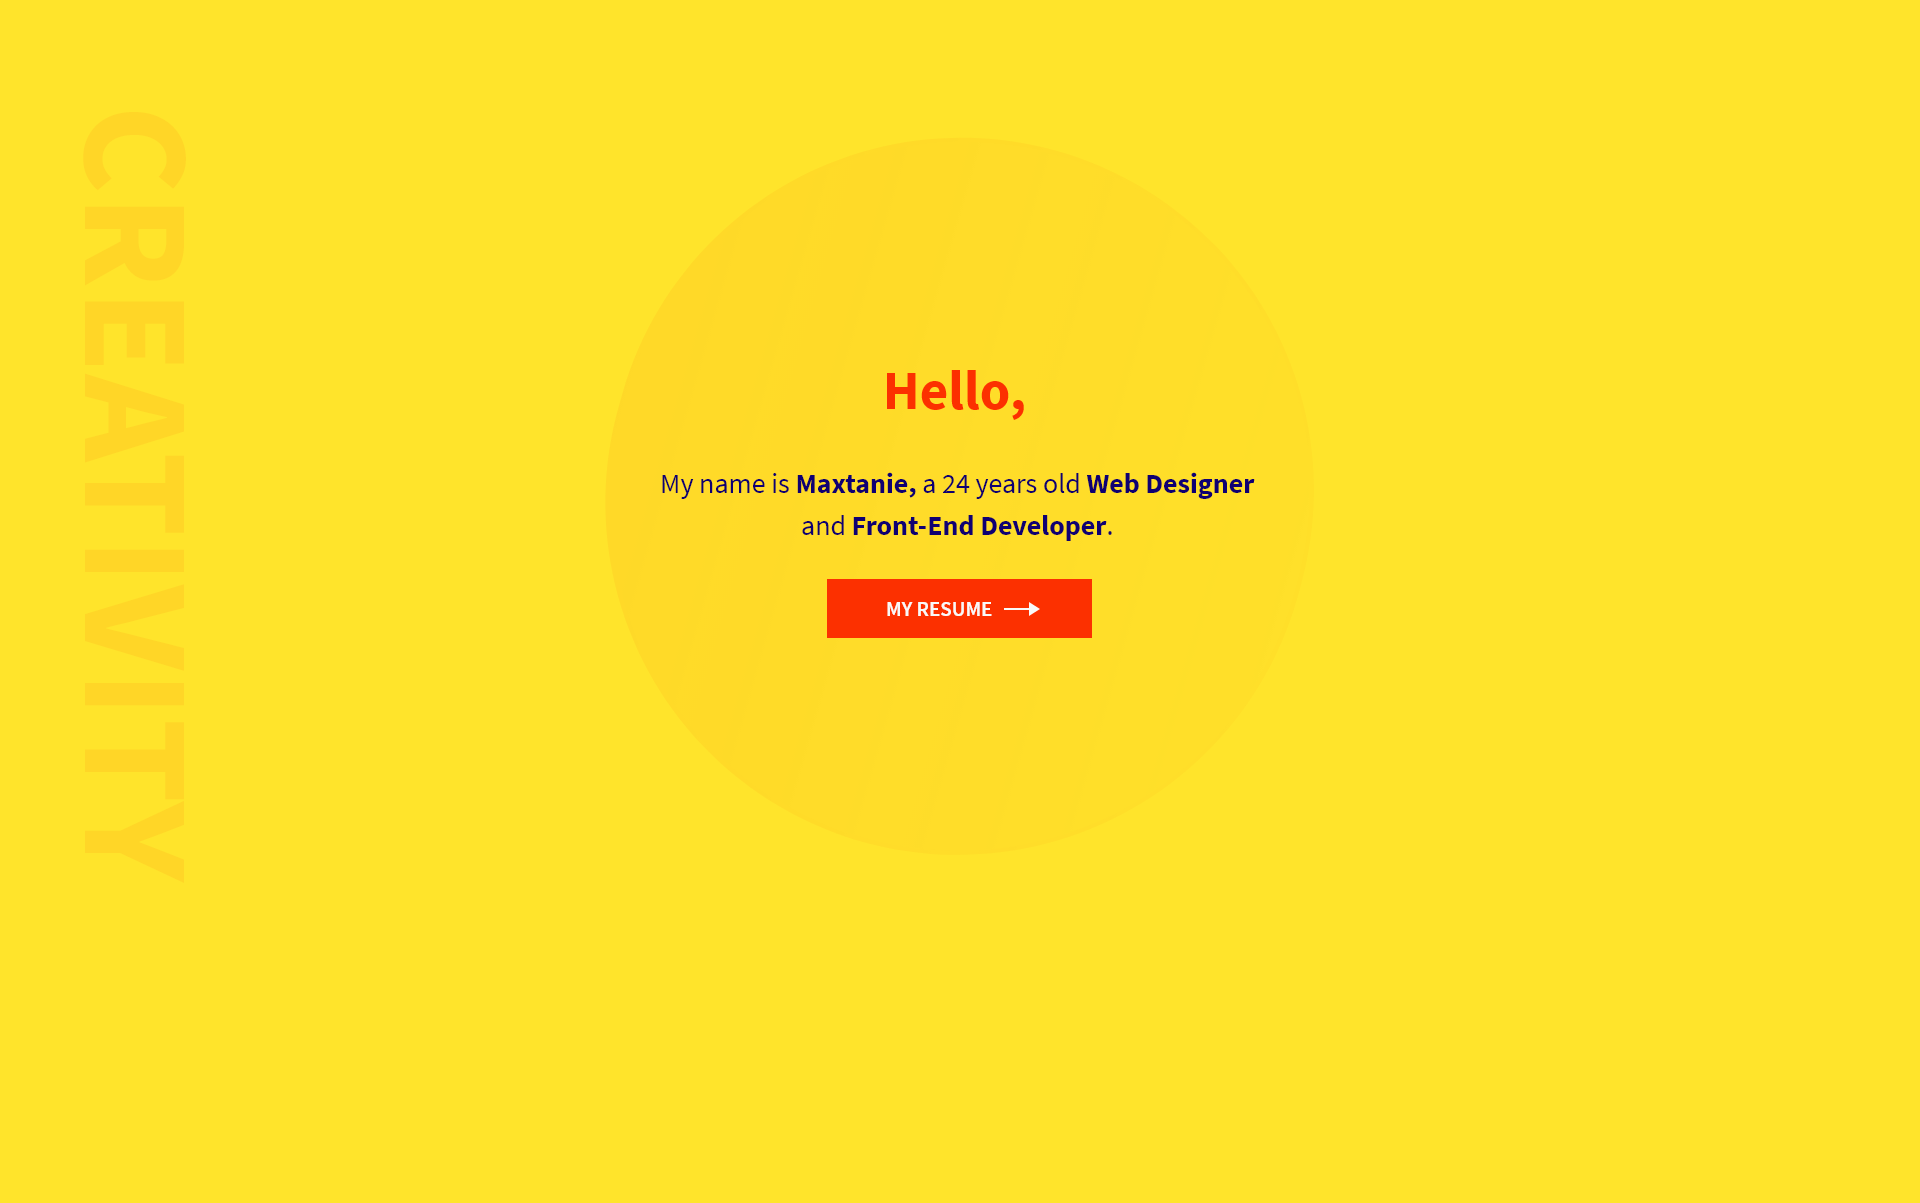 CREATIVITY
Hello,
My name is Maxtanie, a 24 years old Web Designer
and Front-End Developer.
MY RESUME